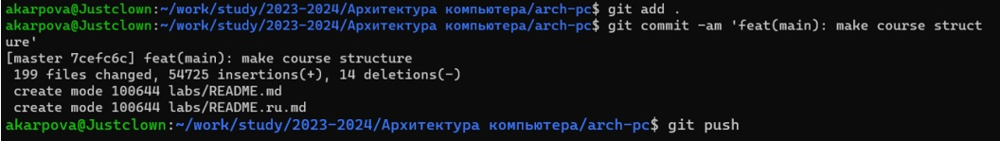 akarpova@Justclown:~/work/study/2023-2024/Архитектура компьютера/arch-pc$ git add .
akarpova@Justclown:~/work/study/2023-2024/Архитектура компьютера/arch-pc$ git commit -am 'feat(main): make course struct
ure'
[master 7cefc6c] feat(main): make course structure
 199 files changed, 54725 insertions(+), 14 deletions(-)
 create mode 100644 labs/README.md
 create mode 100644 labs/README.ru.md
akarpova@Justclown:~/work/study/2023-2024/Архитектура компьютера/arch-pc$ git push